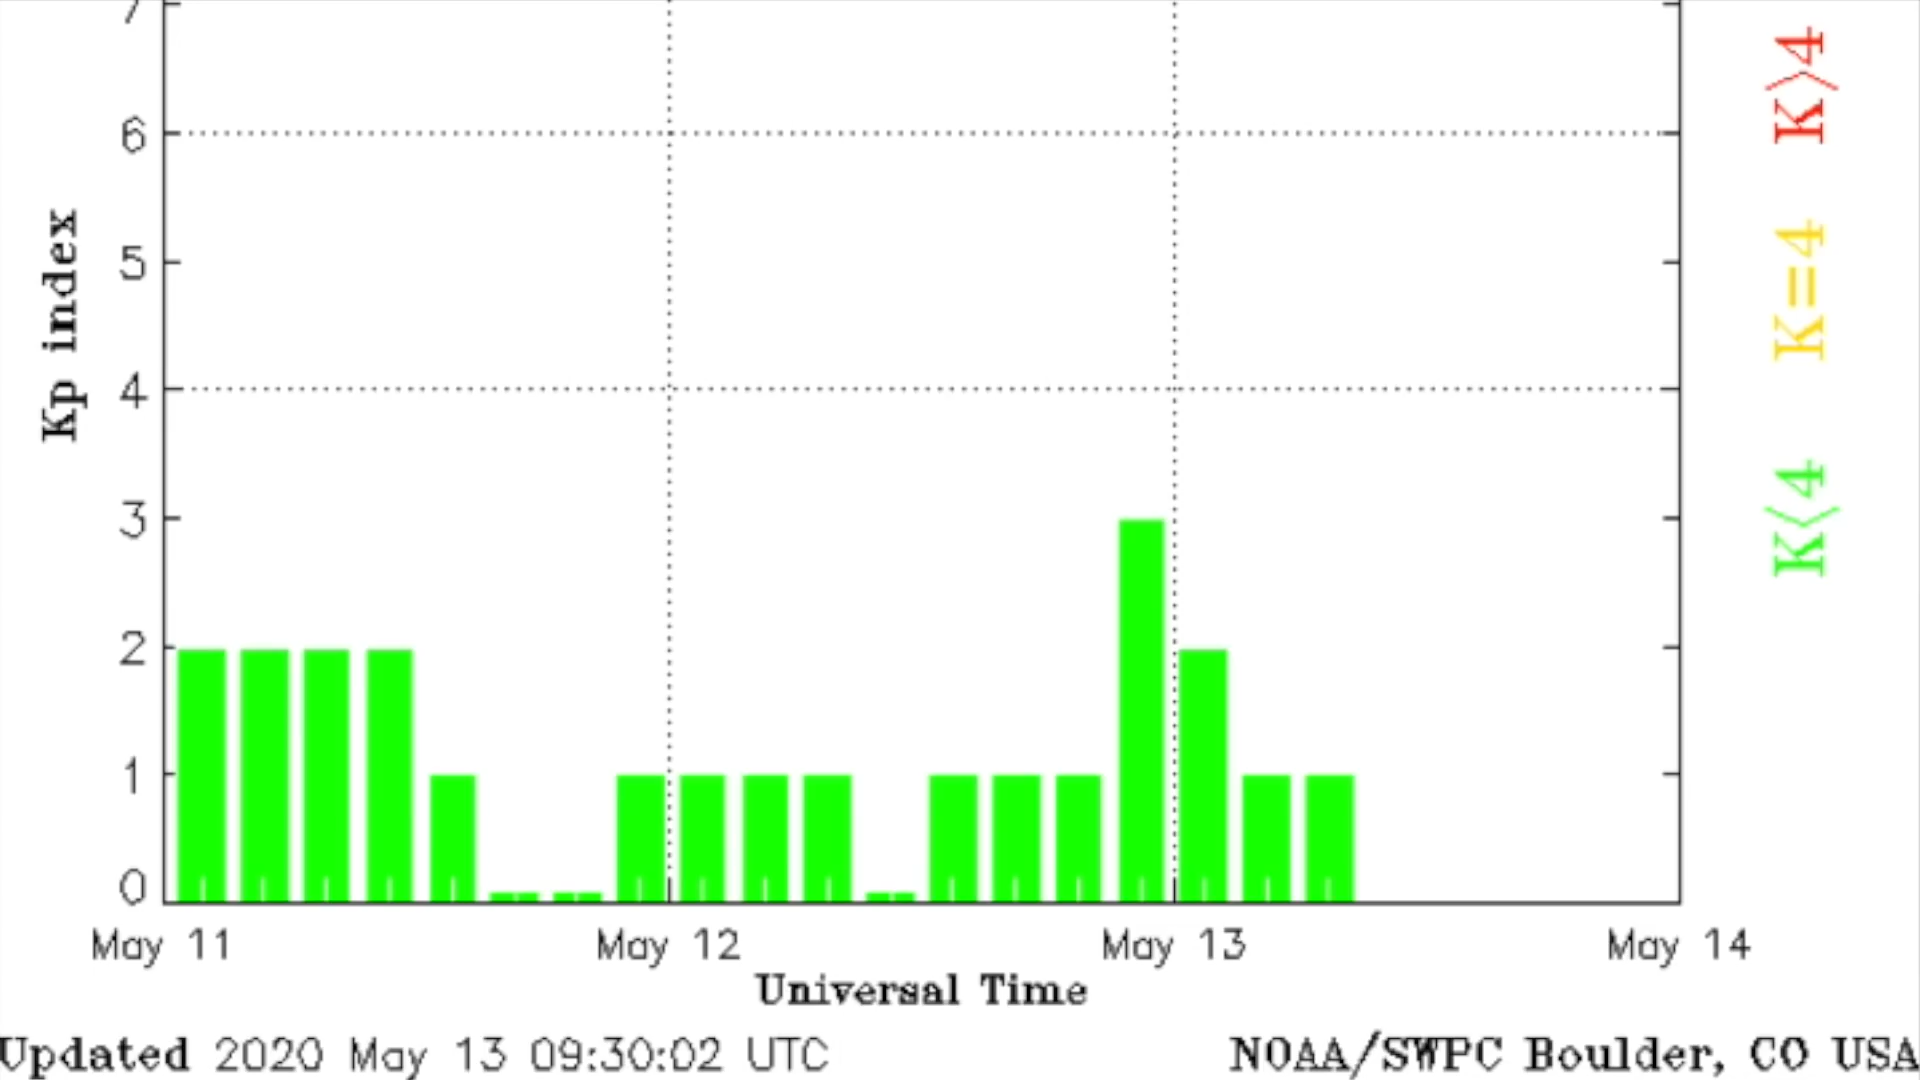 7
6
5
4
3
2
1
0
Kp index
K<4 K=4 K>4
May 11 May 12 May 13 May 14
Universal Time
Updated 2020 May 13 09:30:02 UTC
NOAA/SWPC Boulder, CO USA